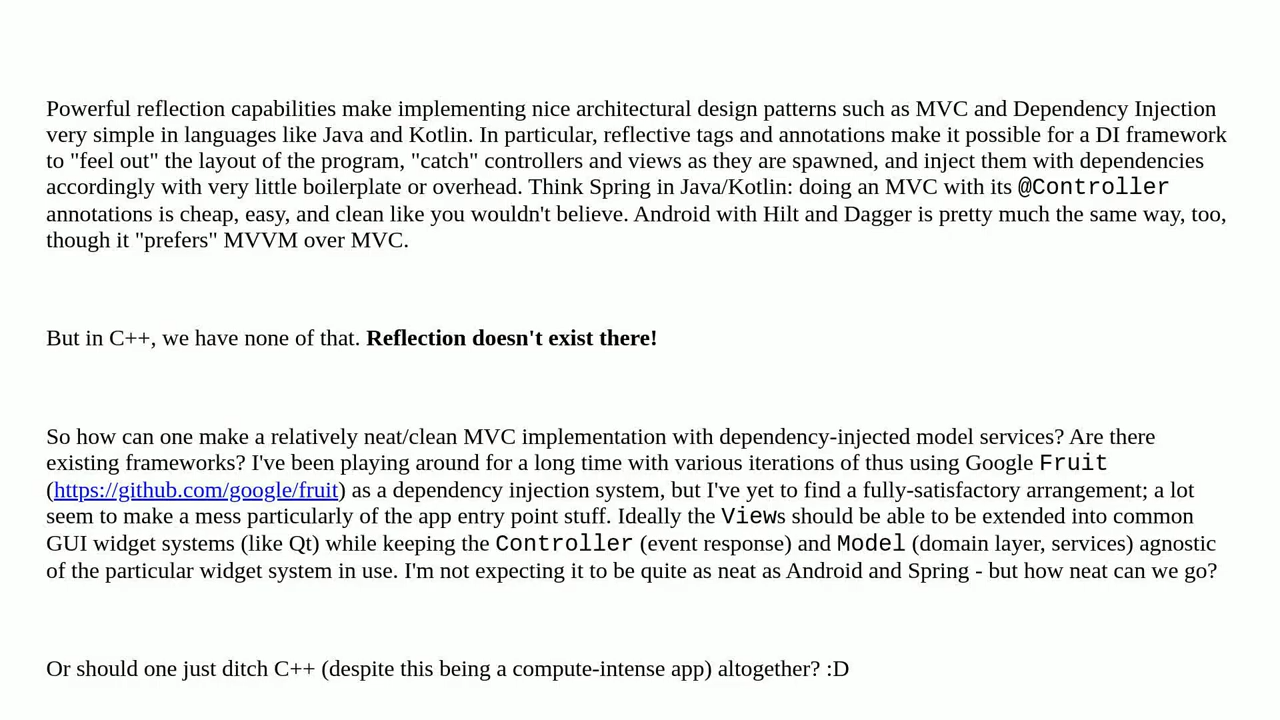 Powerful reflection capabilities make implementing nice architectural design patterns such as MVC and Dependency Injection
very simple in languages like Java and Kotlin. In particular, reflective tags and annotations make it possible for a DI framework
to "feel out" the layout of the program, "catch" controllers and views as they are spawned, and inject them with dependencies
accordingly with very little boilerplate or overhead. Think Spring in Java/Kotlin: doing an MVC with its @Controller
annotations is cheap, easy, and clean like you wouldn't believe. Android with Hilt and Dagger is pretty much the same way, too,
though it "prefers" MVVM over MVC.
But in C++, we have none of that. Reflection doesn't exist there!
So how can one make a relatively neat/clean MVC implementation with dependency-injected model services? Are there
existing frameworks? I've been playing around for a long time with various iterations of thus using Google Fruit
(https://github.com/google/fruit) as a dependency injection system, but I've yet to find a fully-satisfactory arrangement; a lot
seem to make a mess particularly of the app entry point stuff. Ideally the Views should be able to be extended into common
GUI widget systems (like Qt) while keeping the Controller (event response) and Model (domain layer, services) agnostic
of the particular widget system in use. I'm not expecting it to be quite as neat as Android and Spring - but how neat can we go?
Or should one just ditch C++ (despite this being a compute-intense app) altogether? :D